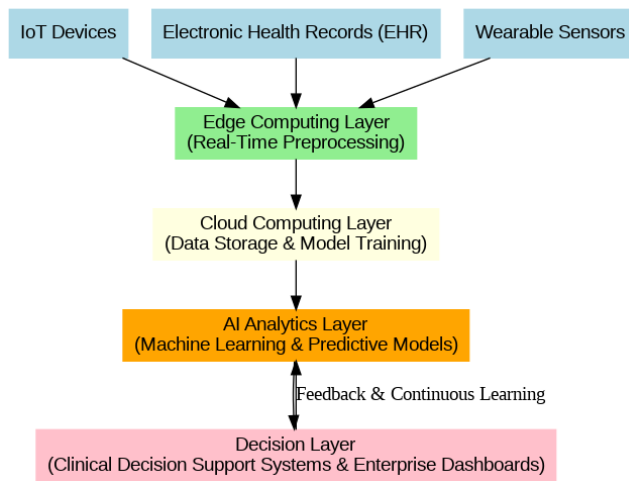 IoT Devices
Electronic Health Records (EHR)
Wearable Sensors
Edge Computing Layer
(Real-Time Preprocessing)
Cloud Computing Layer
(Data Storage & Model Training)
AI Analytics Layer
(Machine Learning & Predictive Models)
Feedback & Continuous Learning
Decision Layer
(Clinical Decision Support Systems & Enterprise Dashboards)